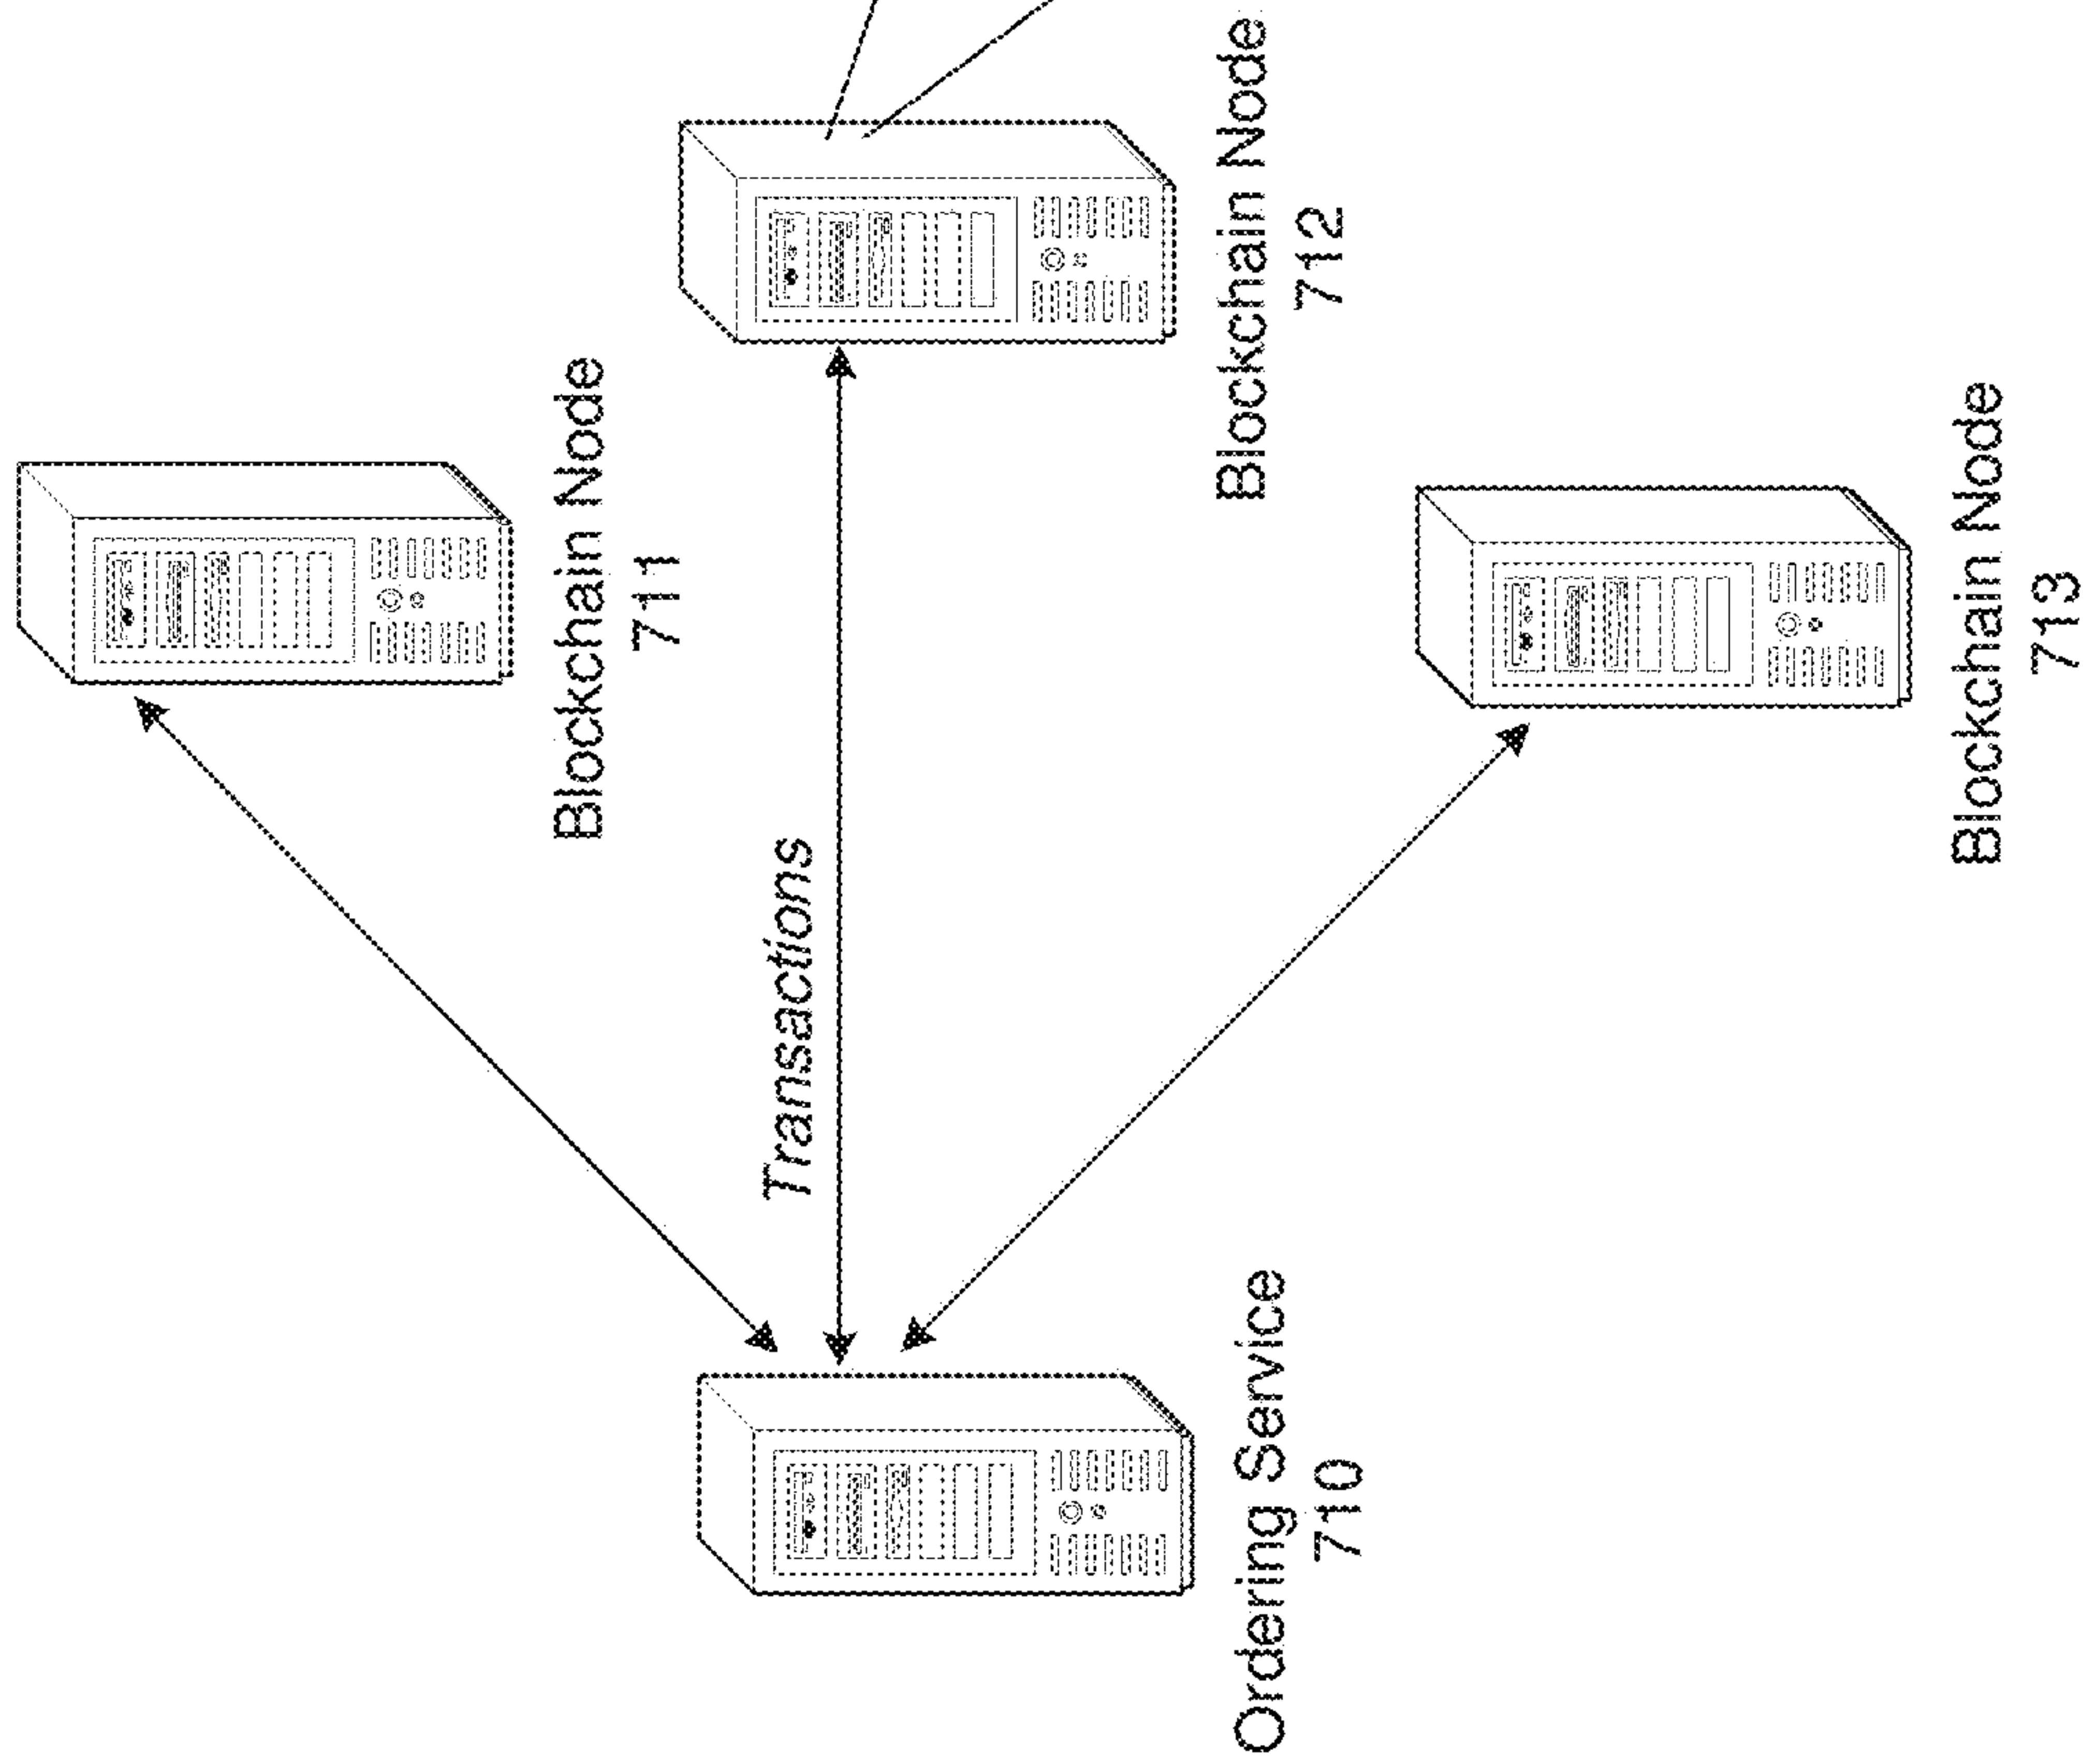 Blockchain Node
711
Transactions
Ordering Service
710
Blockchain Node
712
Blockchain Node
713